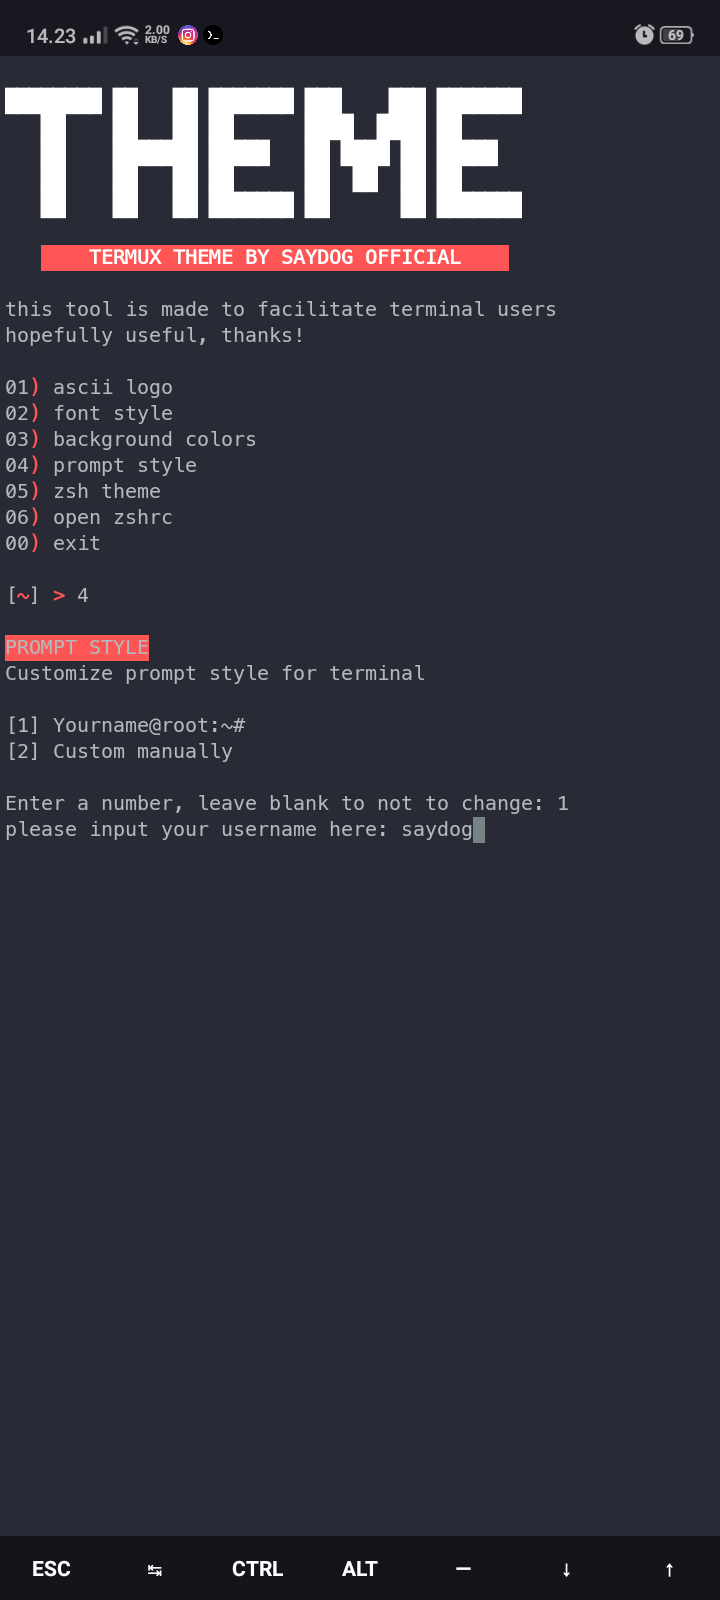 14.23 2.00 KB/S 69
THEME
TERMUX THEME BY SAYDOG OFFICIAL
this tool is made to facilitate terminal users
hopefully useful, thanks!
01) ascii logo
02) font style
03) background colors
04) prompt style
05) zsh theme
06) open zshrc
00) exit
[~] > 4
PROMPT STYLE
Customize prompt style for terminal
[1] Yourname@root:~#
[2] Custom manually
Enter a number, leave blank to not to change: 1
please input your username here: saydog
ESC ↹ CTRL ALT — ↓ ↑